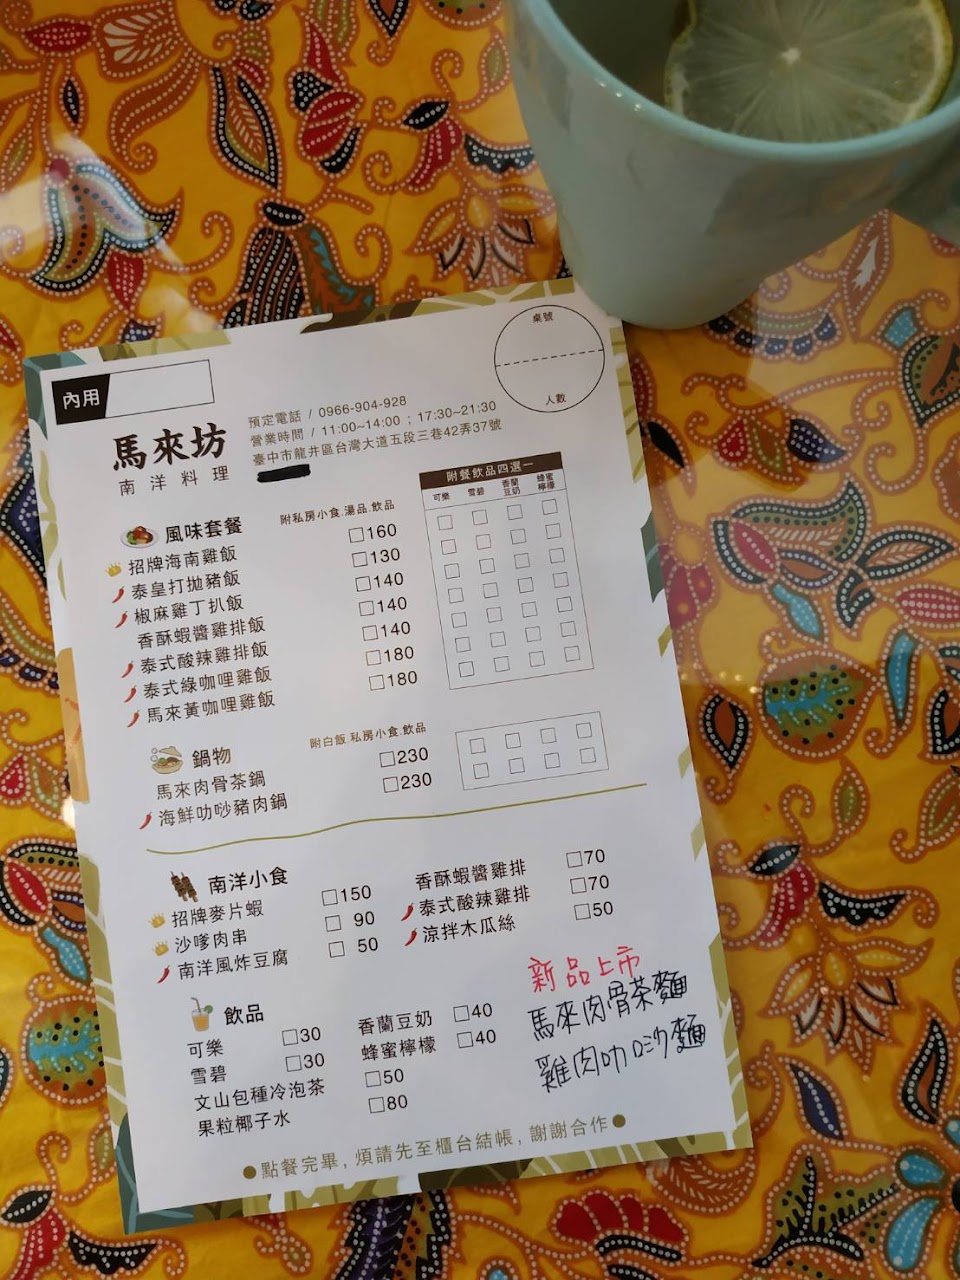 內用
桌號
人數
馬來坊
南洋料理
預定電話 / 0966-904-928
營業時間 / 11:00~14:00 ; 17:30~21:30
臺中市龍井區台灣大道五段三巷42弄37號
風味套餐 附私房小食.湯品.飲品
附餐飲品四選一
可樂 雪碧 香蘭豆奶 蜂蜜檸檬
招牌海南雞飯 □160
泰皇打拋豬飯 □130
椒麻雞丁扒飯 □140
香酥蝦醬雞排飯 □140
泰式酸辣雞排飯 □140
泰式綠咖哩雞飯 □180
馬來黃咖哩雞飯 □180
鍋物 附白飯.私房小食.飲品
馬來肉骨茶鍋 □230
海鮮叻吵豬肉鍋 □230
南洋小食
招牌麥片蝦 □150
沙嗲肉串 □ 90
南洋風炸豆腐 □ 50
香酥蝦醬雞排 □70
泰式酸辣雞排 □70
涼拌木瓜絲 □50
飲品
可樂 □30
雪碧 □30
文山包種冷泡茶 □50
果粒椰子水 □80
香蘭豆奶 □40
蜂蜜檸檬 □40
新品上市
馬來肉骨茶麵
雞肉叻沙麵
●點餐完畢, 煩請先至櫃台結帳, 謝謝合作●